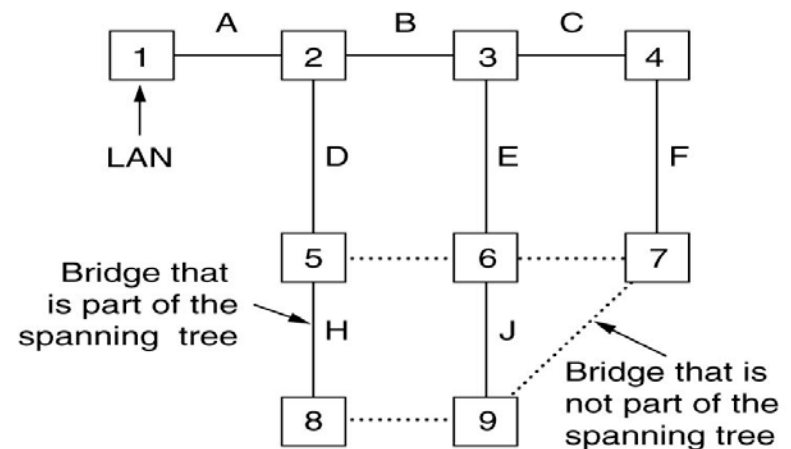 A B C
1 2 3 4
LAN
D E F
5 6 7
Bridge that
is part of the
spanning tree
H J
Bridge that is
not part of the
spanning tree
8 9